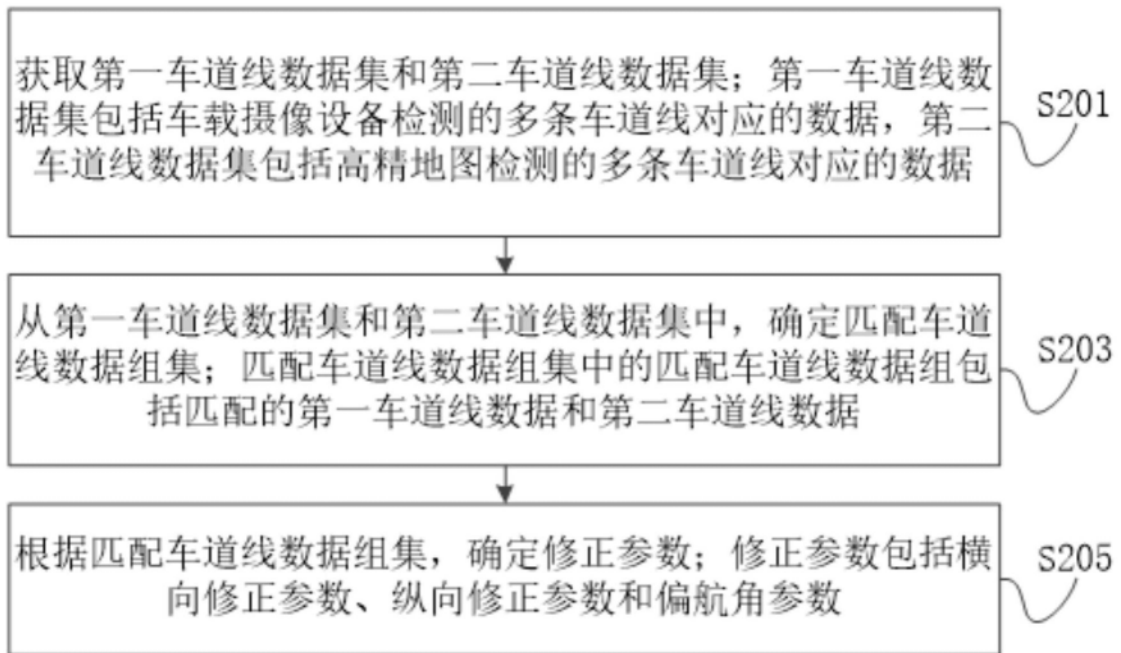 获取第一车道线数据集和第二车道线数据集；第一车道线数
据集包括车载摄像设备检测的多条车道线对应的数据，第二
车道线数据集包括高精地图检测的多条车道线对应的数据
S201
从第一车道线数据集和第二车道线数据集中，确定匹配车道
线数据组集；匹配车道线数据组集中的匹配车道线数据组包
括匹配的第一车道线数据和第二车道线数据
S203
根据匹配车道线数据组集，确定修正参数；修正参数包括横
向修正参数、纵向修正参数和偏航角参数
S205